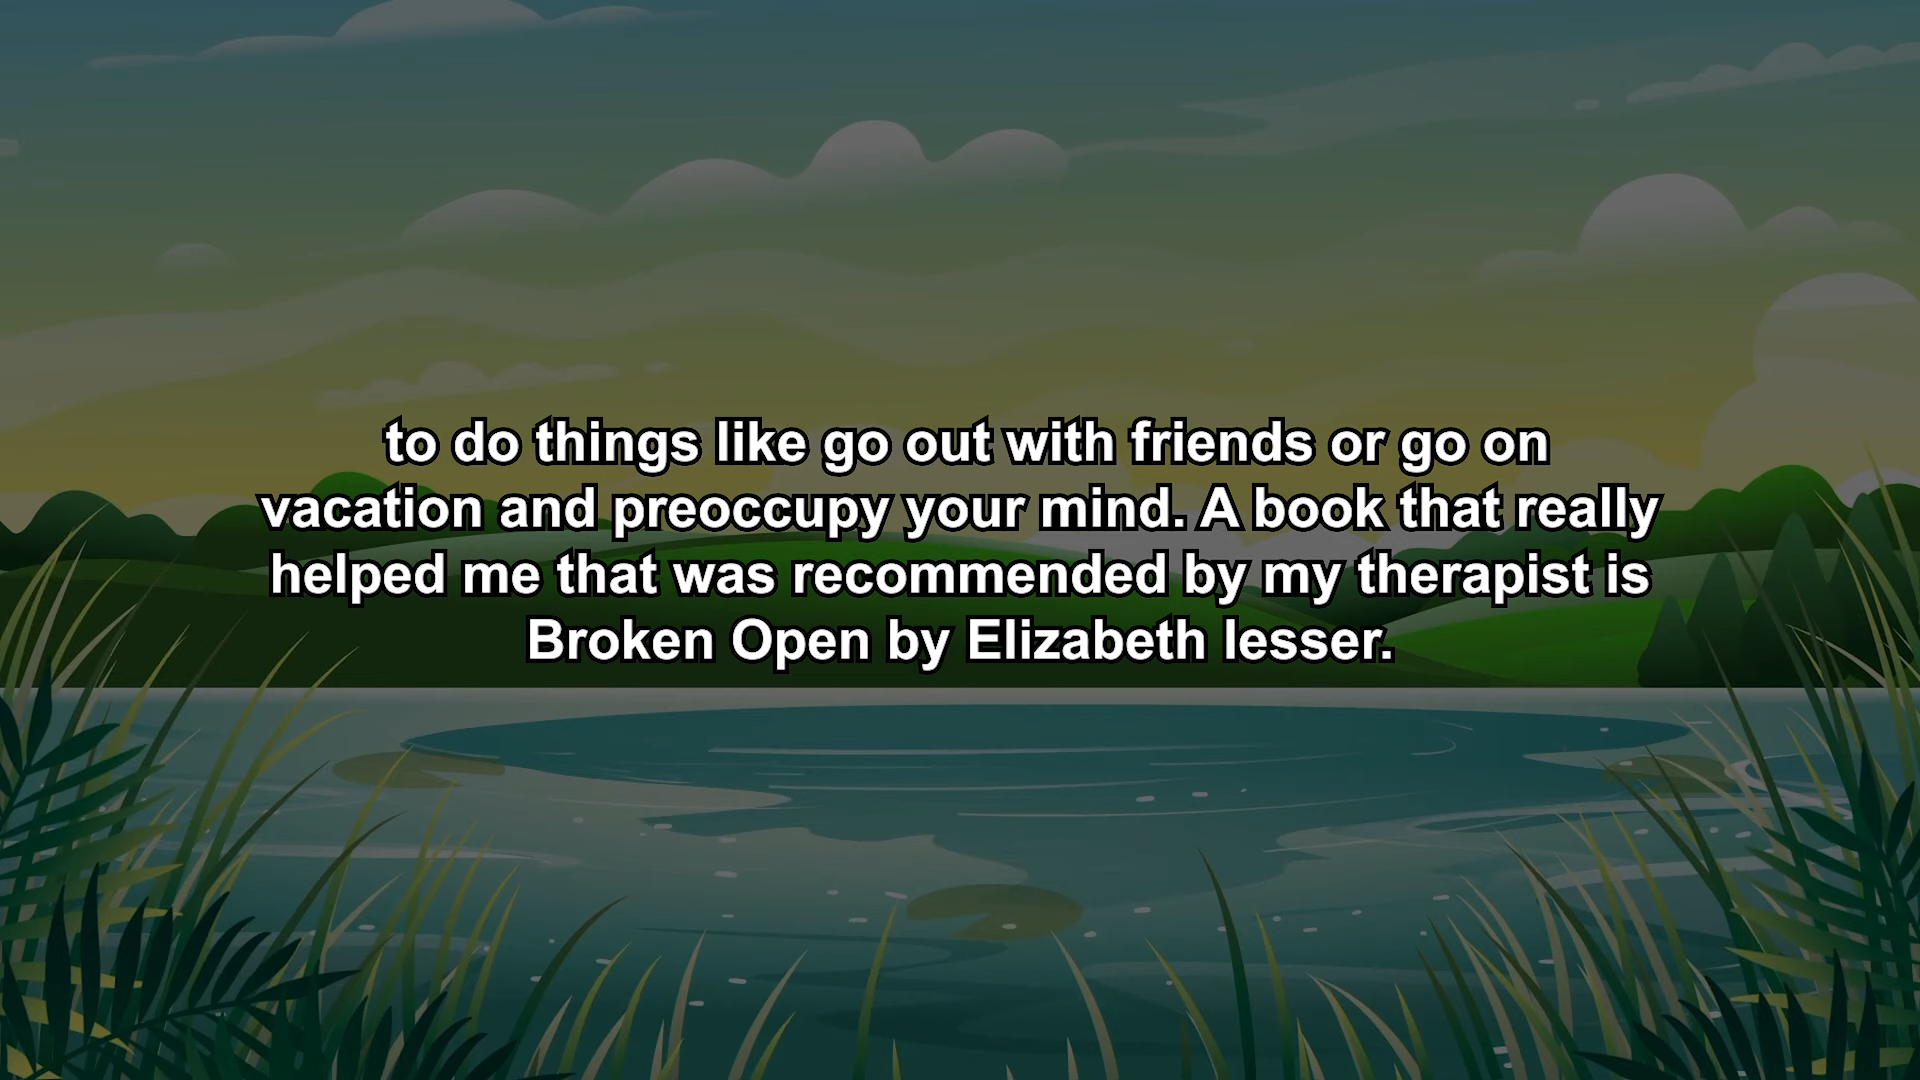 to do things like go out with friends or go on
vacation and preoccupy your mind. A book that really
helped me that was recommended by my therapist is
Broken Open by Elizabeth lesser.